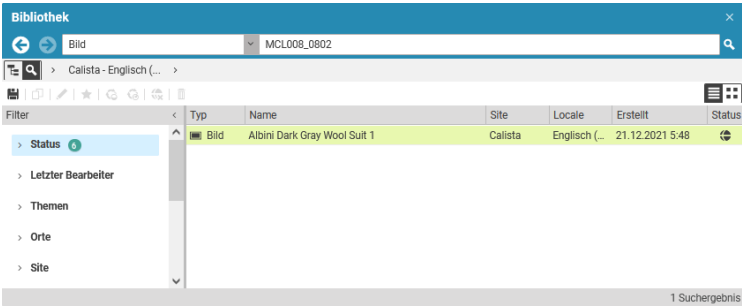 Bibliothek
Bild MCL008_0802
Calista - Englisch (...
Filter Typ Name Site Locale Erstellt Status
Status 6
Bild Albini Dark Gray Wool Suit 1 Calista Englisch (... 21.12.2021 5:48
Letzter Bearbeiter
Themen
Orte
Site
1 Suchergebnis